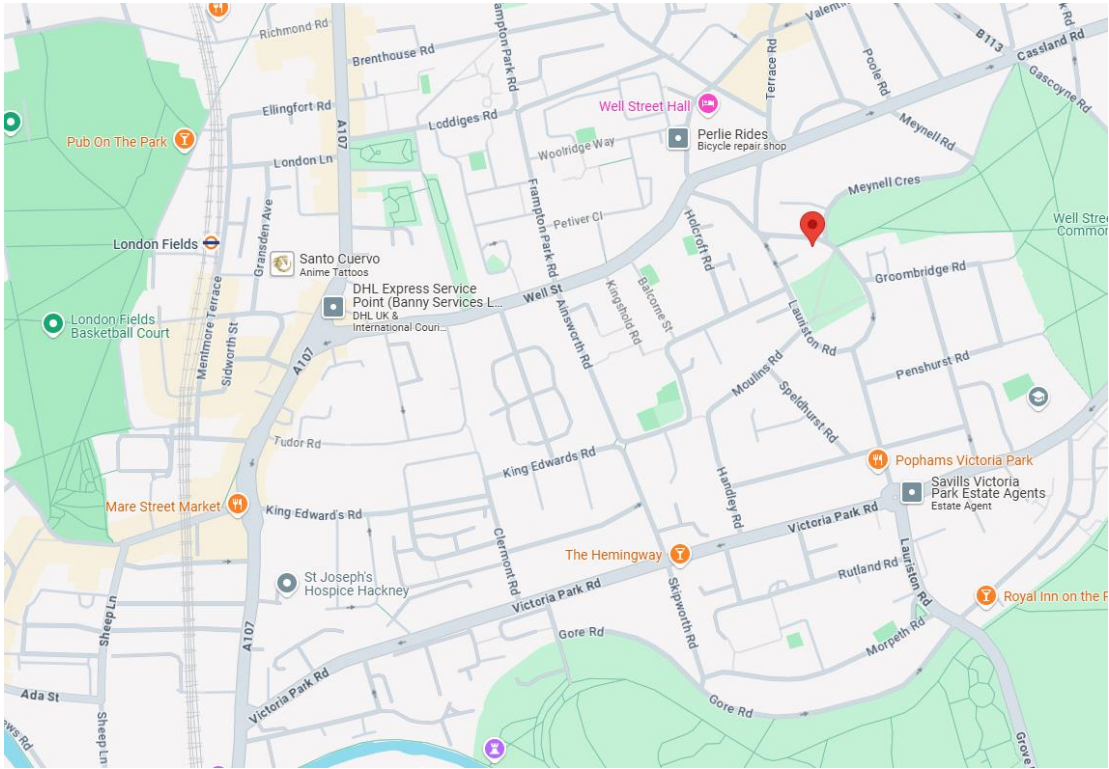 Richmond Rd
Brenthouse Rd
Frampton Park Rd
Terrace Rd
Poole Rd
B113
Cassland Rd
Gascoyne Rd
Ellingfort Rd
A107
Loddiges Rd
Well Street Hall
Perlie Rides
Bicycle repair shop
Pub On The Park
London Ln
Woolridge Way
Meynell Rd
Meynell Cres
Gransden Ave
Frampton Park Rd
Petiver Cl
Holcroft Rd
London Fields
Santo Cuervo
Anime Tattoos
DHL Express Service
Point (Banny Services L...
DHL UK &
International Couri...
Well St
Kingshold Rd
Balcorne St
Groombridge Rd
Common
London Fields
Basketball Court
Mentmore Terrace
Sidworth St
A107
Ainsworth Rd
Lauriston Rd
Moulins Rd
Penshurst Rd
Speldhurst Rd
Tudor Rd
King Edwards Rd
Handley Rd
Pophams Victoria Park
Savills Victoria
Park Estate Agents
Estate Agent
Mare Street Market
King Edward's Rd
Victoria Park Rd
The Hemingway
Clermont Rd
Rutland Rd
Lauriston Rd
St Joseph's
Hospice Hackney
Victoria Park Rd
Skipworth Rd
Royal Inn on the P
Sheep Ln
A107
Gore Rd
Morpeth Rd
Ada St
Victoria Park Rd
Gore Rd
Sheep Ln
Grove